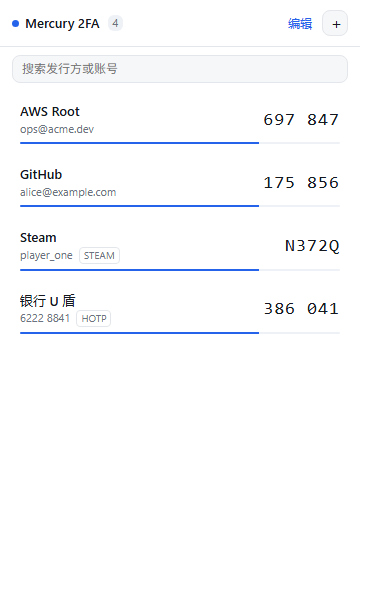 Mercury 2FA 4 编辑 +
搜索发行方或账号
AWS Root
ops@acme.dev
697 847
GitHub
alice@example.com
175 856
Steam
player_one STEAM
N372Q
银行 U 盾
6222 8841 HOTP
386 041